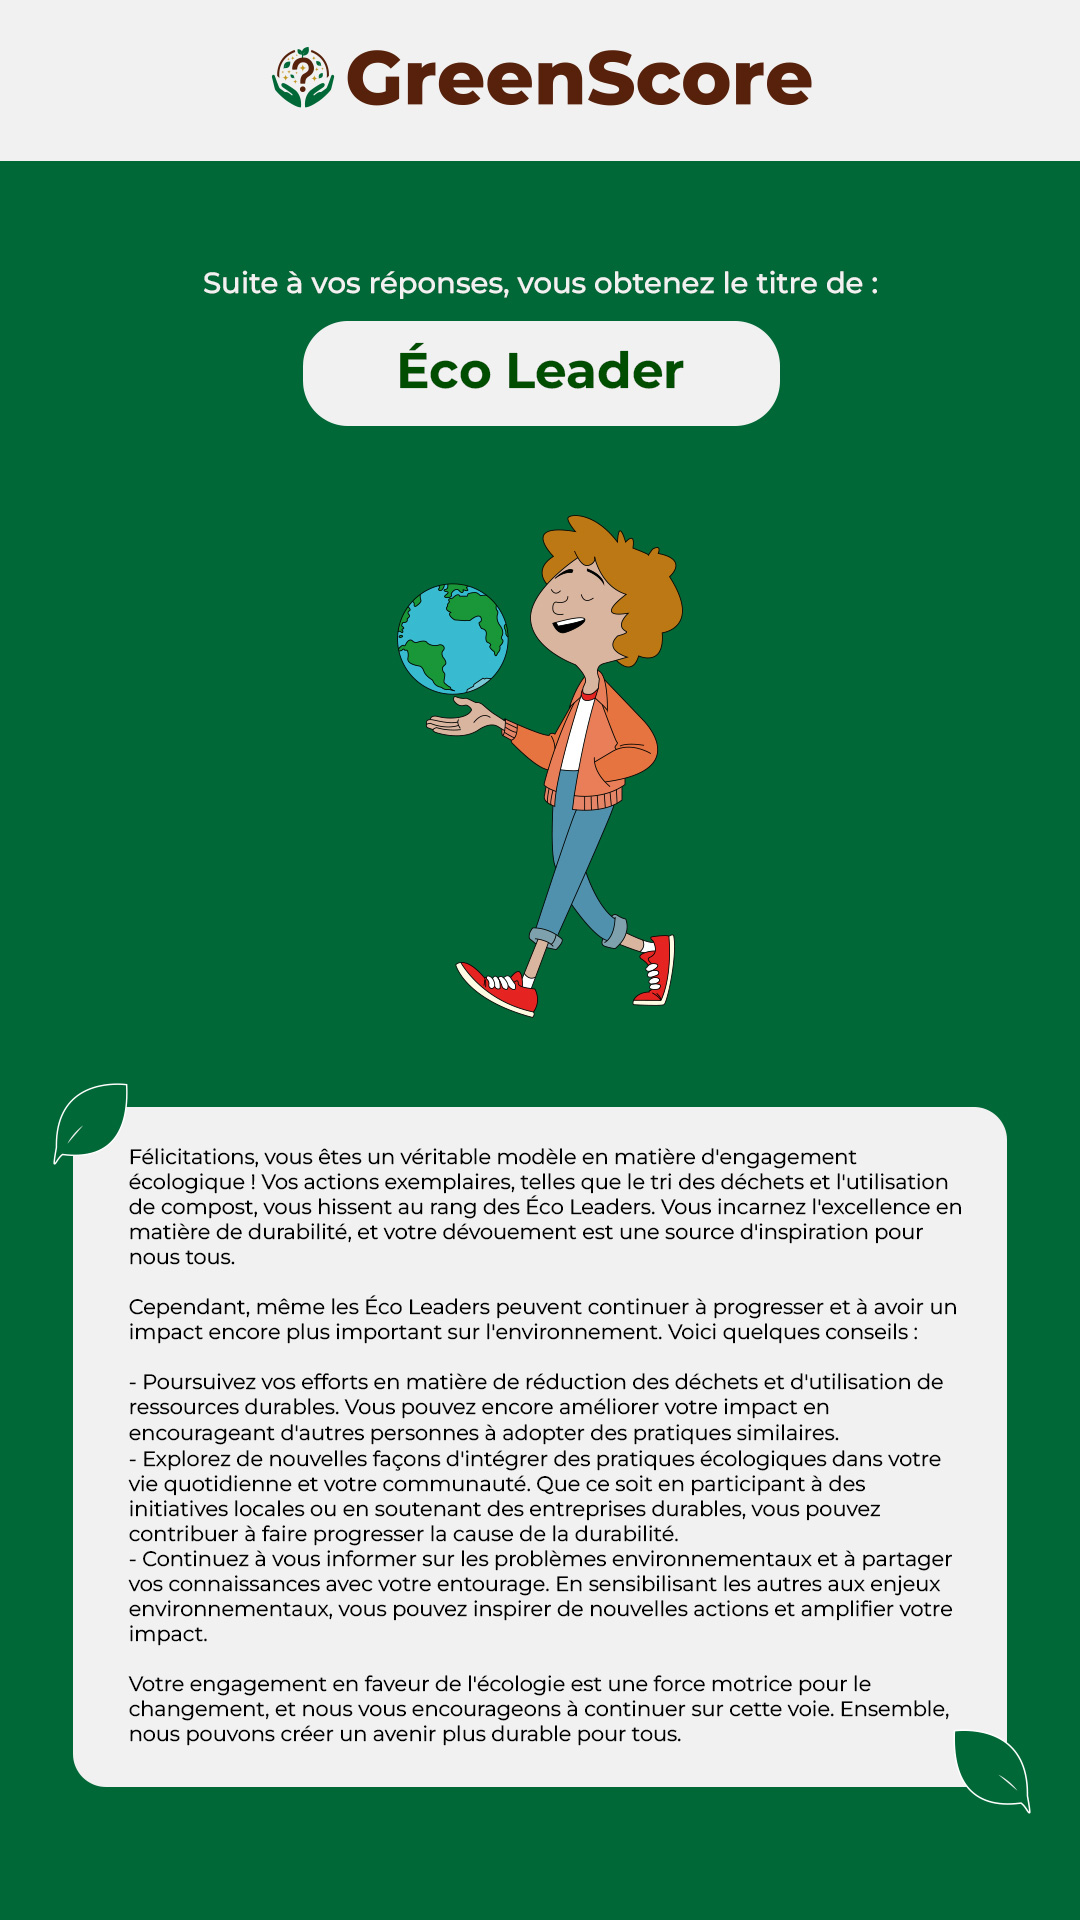 GreenScore
Suite à vos réponses, vous obtenez le titre de :
Éco Leader
Félicitations, vous êtes un véritable modèle en matière d'engagement
écologique ! Vos actions exemplaires, telles que le tri des déchets et l'utilisation
de compost, vous hissent au rang des Éco Leaders. Vous incarnez l'excellence en
matière de durabilité, et votre dévouement est une source d'inspiration pour
nous tous.
Cependant, même les Éco Leaders peuvent continuer à progresser et à avoir un
impact encore plus important sur l'environnement. Voici quelques conseils :
- Poursuivez vos efforts en matière de réduction des déchets et d'utilisation de
ressources durables. Vous pouvez encore améliorer votre impact en
encourageant d'autres personnes à adopter des pratiques similaires.
- Explorez de nouvelles façons d'intégrer des pratiques écologiques dans votre
vie quotidienne et votre communauté. Que ce soit en participant à des
initiatives locales ou en soutenant des entreprises durables, vous pouvez
contribuer à faire progresser la cause de la durabilité.
- Continuez à vous informer sur les problèmes environnementaux et à partager
vos connaissances avec votre entourage. En sensibilisant les autres aux enjeux
environnementaux, vous pouvez inspirer de nouvelles actions et amplifier votre
impact.
Votre engagement en faveur de l'écologie est une force motrice pour le
changement, et nous vous encourageons à continuer sur cette voie. Ensemble,
nous pouvons créer un avenir plus durable pour tous.